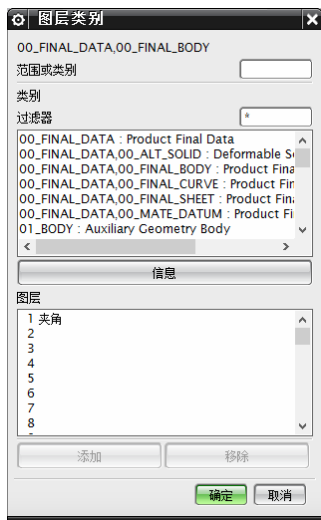 图层类别
00_FINAL_DATA,00_FINAL_BODY
范围或类别
类别
过滤器 *
00_FINAL_DATA : Product Final Data
00_FINAL_DATA,00_ALT_SOLID : Deformable S
00_FINAL_DATA,00_FINAL_BODY : Product Fina
00_FINAL_DATA,00_FINAL_CURVE : Product Fin
00_FINAL_DATA,00_FINAL_SHEET : Product Fin
00_FINAL_DATA,00_MATE_DATUM : Product Fi
01_BODY : Auxiliary Geometry Body
信息
图层
1 夹角
2
3
4
5
6
7
8
添加 移除
确定 取消